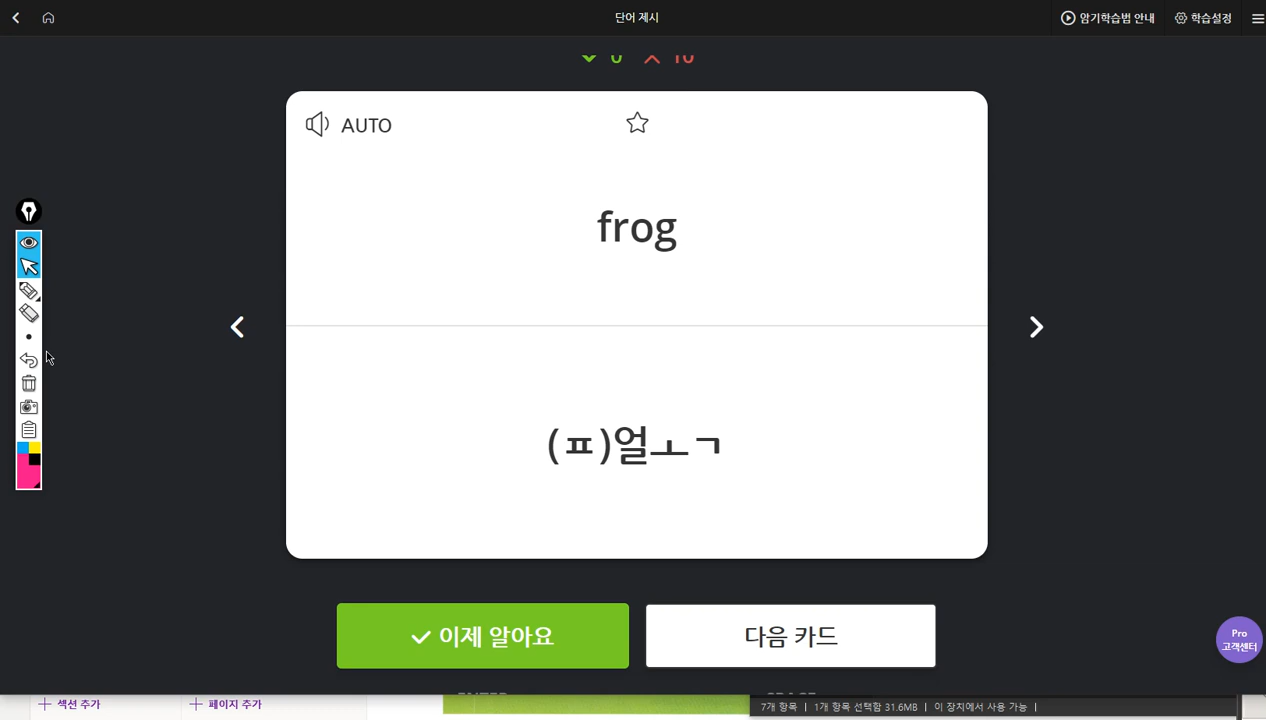 단어 제시
암기학습법 안내
학습설정
AUTO
frog
(ㅍ)얼ㅗㄱ
이제 알아요
다음 카드
Pro
고객센터
섹션 추가
페이지 추가
7개 항목 | 1개 항목 선택함 31.6MB | 이 장치에서 사용 가능 |